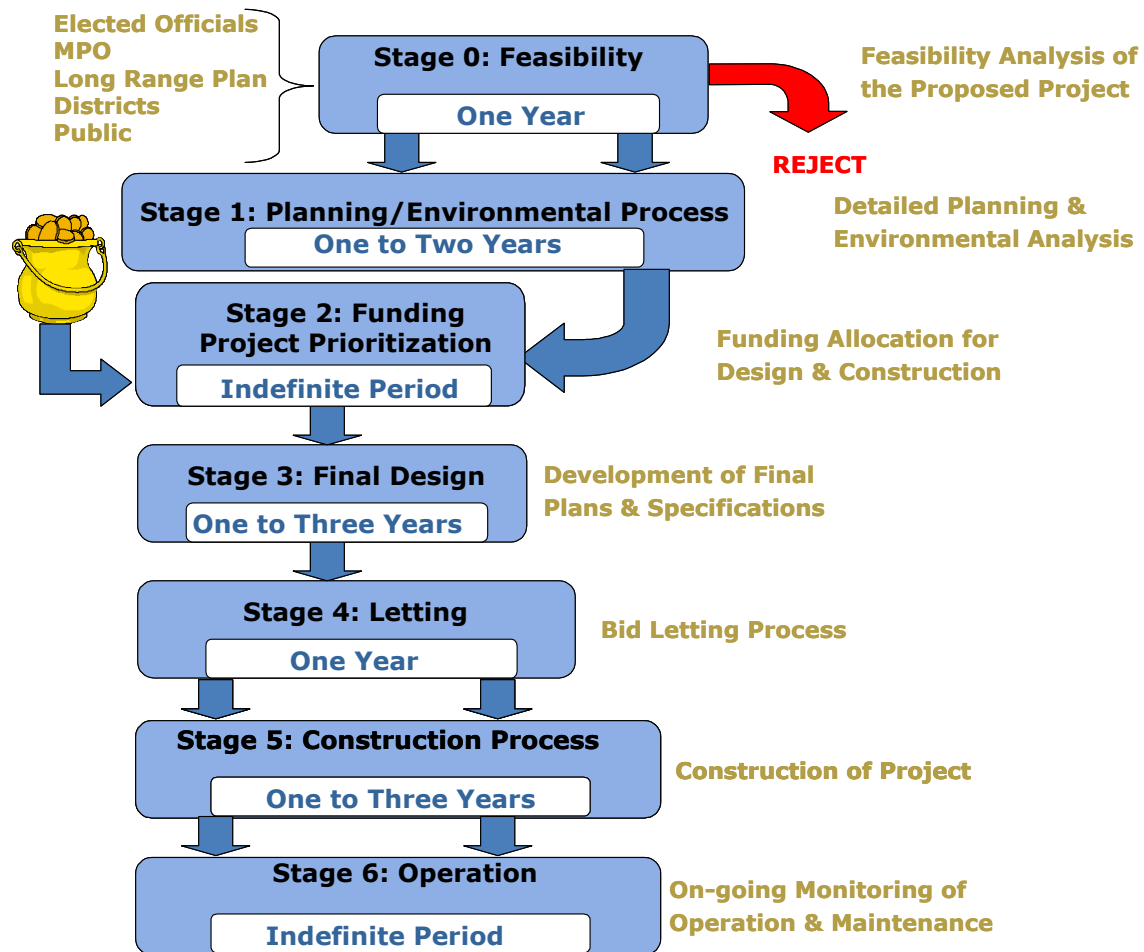 Elected Officials
MPO
Long Range Plan
Districts
Public
Stage 0: Feasibility
One Year
Feasibility Analysis of
the Proposed Project
REJECT
Stage 1: Planning/Environmental Process
One to Two Years
Detailed Planning &
Environmental Analysis
Stage 2: Funding
Project Prioritization
Indefinite Period
Funding Allocation for
Design & Construction
Stage 3: Final Design
One to Three Years
Development of Final
Plans & Specifications
Stage 4: Letting
One Year
Bid Letting Process
Stage 5: Construction Process
One to Three Years
Construction of Project
Stage 6: Operation
Indefinite Period
On-going Monitoring of
Operation & Maintenance